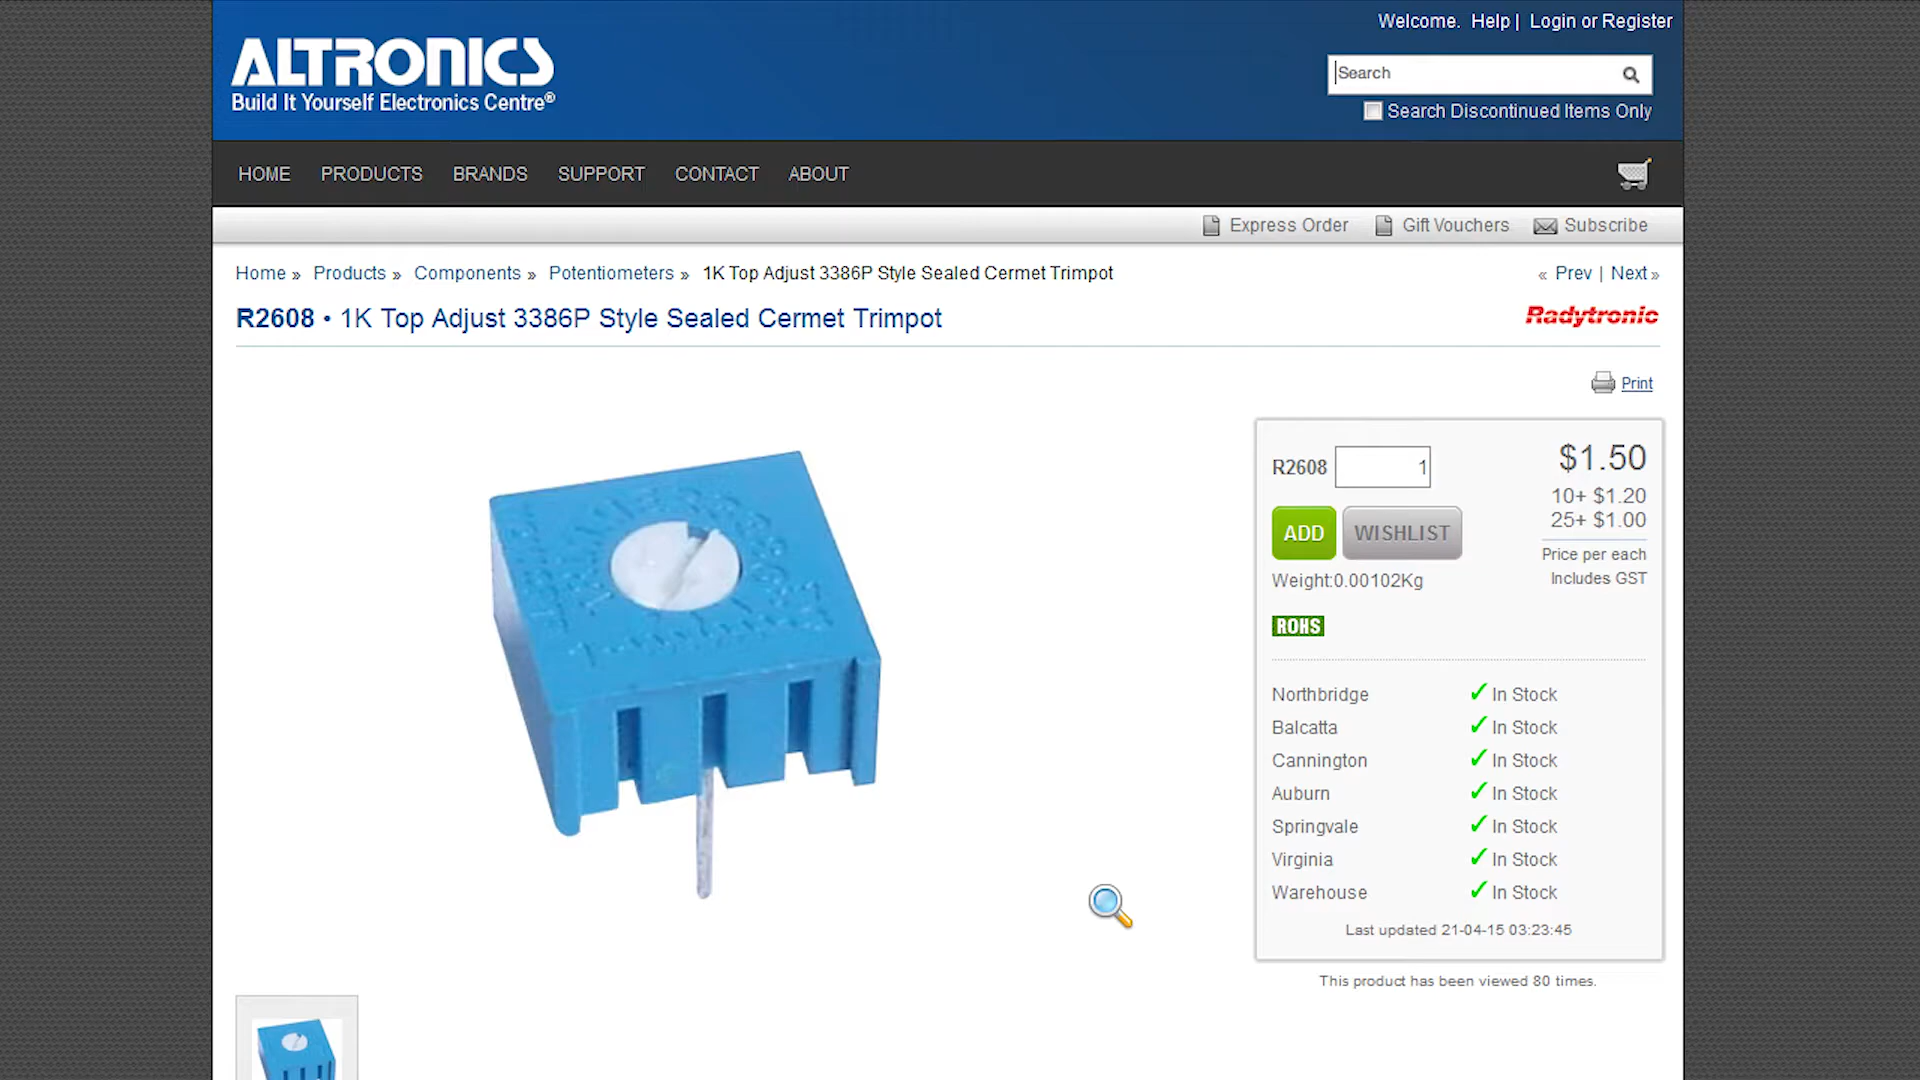 Welcome. Help | Login or Register
ALTRONICS
Build It Yourself Electronics Centre®
Search
Search Discontinued Items Only
HOME PRODUCTS BRANDS SUPPORT CONTACT ABOUT
Express Order Gift Vouchers Subscribe
Home » Products » Components » Potentiometers » 1K Top Adjust 3386P Style Sealed Cermet Trimpot
« Prev | Next »
R2608 • 1K Top Adjust 3386P Style Sealed Cermet Trimpot
Radytronic
Print
R2608 1
$1.50
10+ $1.20
25+ $1.00
ADD WISHLIST
Price per each
Includes GST
Weight:0.00102Kg
ROHS
Northbridge ✓ In Stock
Balcatta ✓ In Stock
Cannington ✓ In Stock
Auburn ✓ In Stock
Springvale ✓ In Stock
Virginia ✓ In Stock
Warehouse ✓ In Stock
Last updated 21-04-15 03:23:45
This product has been viewed 80 times.